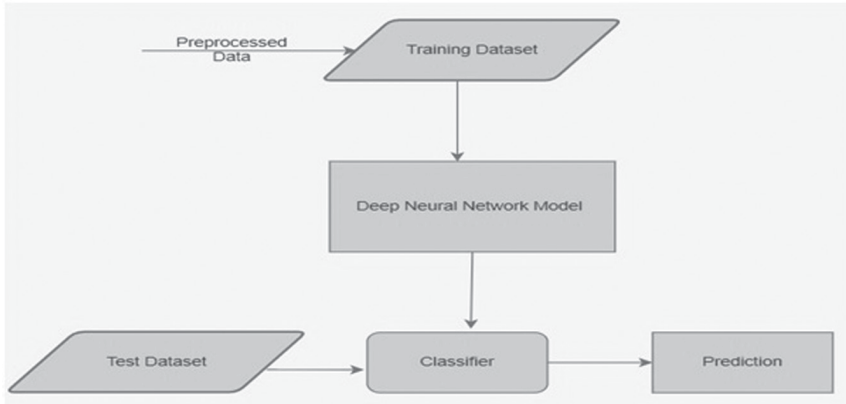 Preprocessed
Data
Training Dataset
Deep Neural Network Model
Test Dataset
Classifier
Prediction